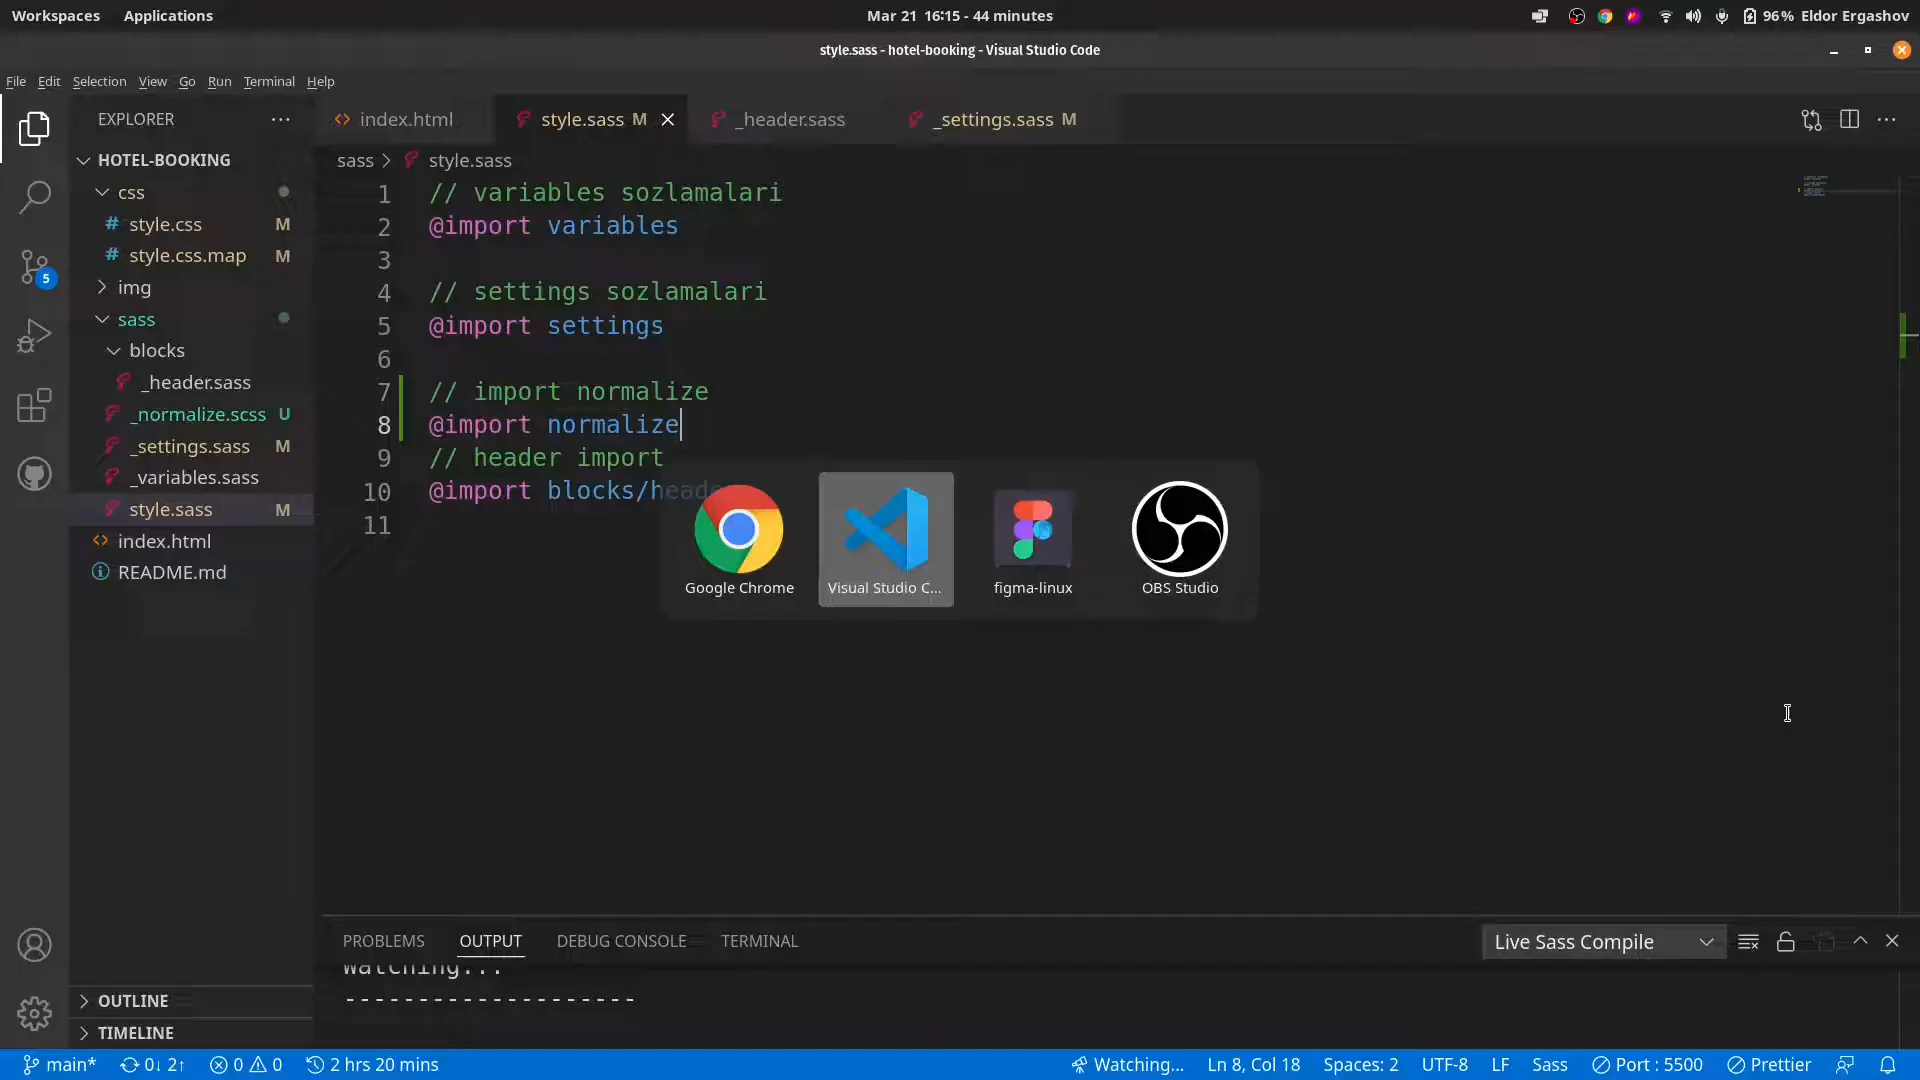 Workspaces Applications Mar 21 16:15 - 44 minutes 96% Eldor Ergashov
style.sass - hotel-booking - Visual Studio Code
File Edit Selection View Go Run Terminal Help
EXPLORER ...
HOTEL-BOOKING
css
# style.css M
# style.css.map M
5
img
sass
blocks
_header.sass
_normalize.scss U
_settings.sass M
_variables.sass
style.sass M
index.html
README.md
OUTLINE
TIMELINE
index.html style.sass M _header.sass _settings.sass M
sass > style.sass
1 // variables sozlamalari
2 @import variables
3
4 // settings sozlamalari
5 @import settings
6
7 // import normalize
8 @import normalize
9 // header import
10 @import blocks/heade
11
Google Chrome Visual Studio C... figma-linux OBS Studio
PROBLEMS OUTPUT DEBUG CONSOLE TERMINAL Live Sass Compile
Watching...
--------------------
main* 0↓ 2↑ 0 0 2 hrs 20 mins Watching... Ln 8, Col 18 Spaces: 2 UTF-8 LF Sass Port : 5500 Prettier